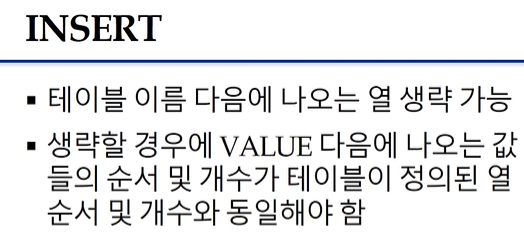 INSERT
▪ 테이블 이름 다음에 나오는 열 생략 가능
▪ 생략할 경우에 VALUE 다음에 나오는 값
들의 순서 및 개수가 테이블이 정의된 열
순서 및 개수와 동일해야 함